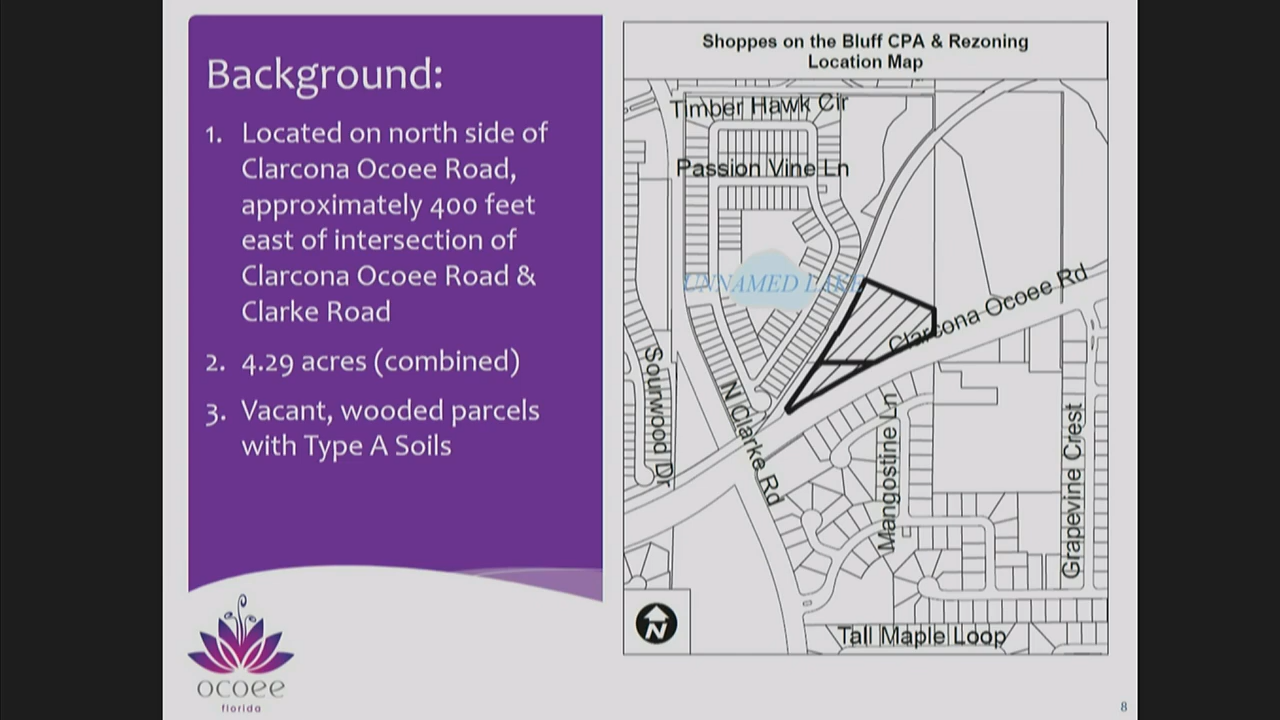 Background:
1. Located on north side of
Clarcona Ocoee Road,
approximately 400 feet
east of intersection of
Clarcona Ocoee Road &
Clarke Road
2. 4.29 acres (combined)
3. Vacant, wooded parcels
with Type A Soils
ocoee
florida
Shoppes on the Bluff CPA & Rezoning
Location Map
Timber Hawk Cir
Passion Vine Ln
UNNAMED LAKE
Clarcona Ocoee Rd
Sourwood Dr
N Clarke Rd
Mangostine Ln
Grapevine Crest
Tall Maple Loop
N
8